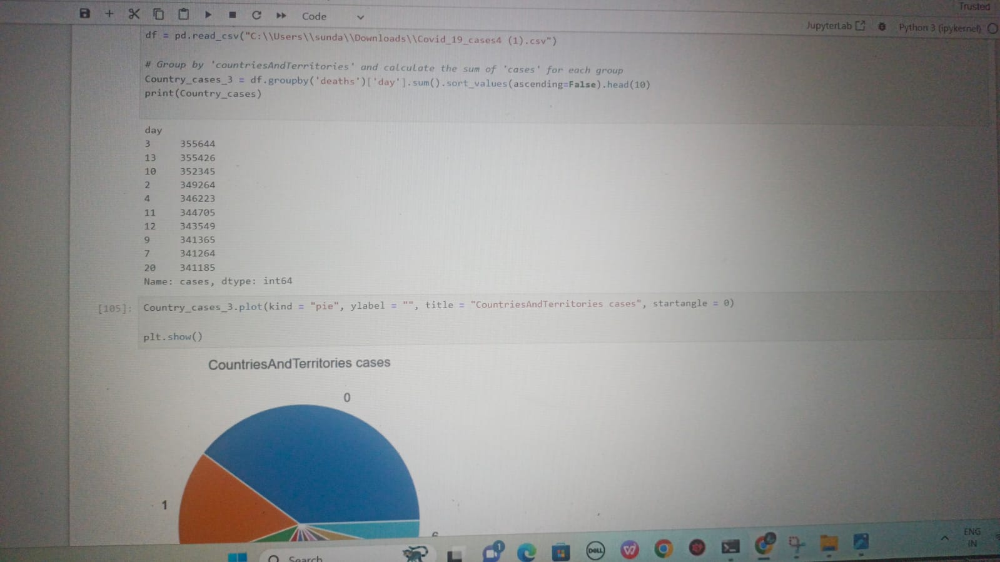 Trusted
Code
JupyterLab
Python 3 (ipykernel)
df = pd.read_csv("C:\\Users\\sunda\\Downloads\\Covid_19_cases4 (1).csv")
# Group by 'countriesAndTerritories' and calculate the sum of 'cases' for each group
Country_cases_3 = df.groupby('deaths')['day'].sum().sort_values(ascending=False).head(10)
print(Country_cases)
day
3 355644
13 355426
10 352345
2 349264
4 346223
11 344705
12 343549
9 341365
7 341264
20 341185
Name: cases, dtype: int64
[105]: Country_cases_3.plot(kind = "pie", ylabel = "", title = "CountriesAndTerritories cases", startangle = 0)
plt.show()
CountriesAndTerritories cases
0
1
Search
1
DELL
ENG
IN